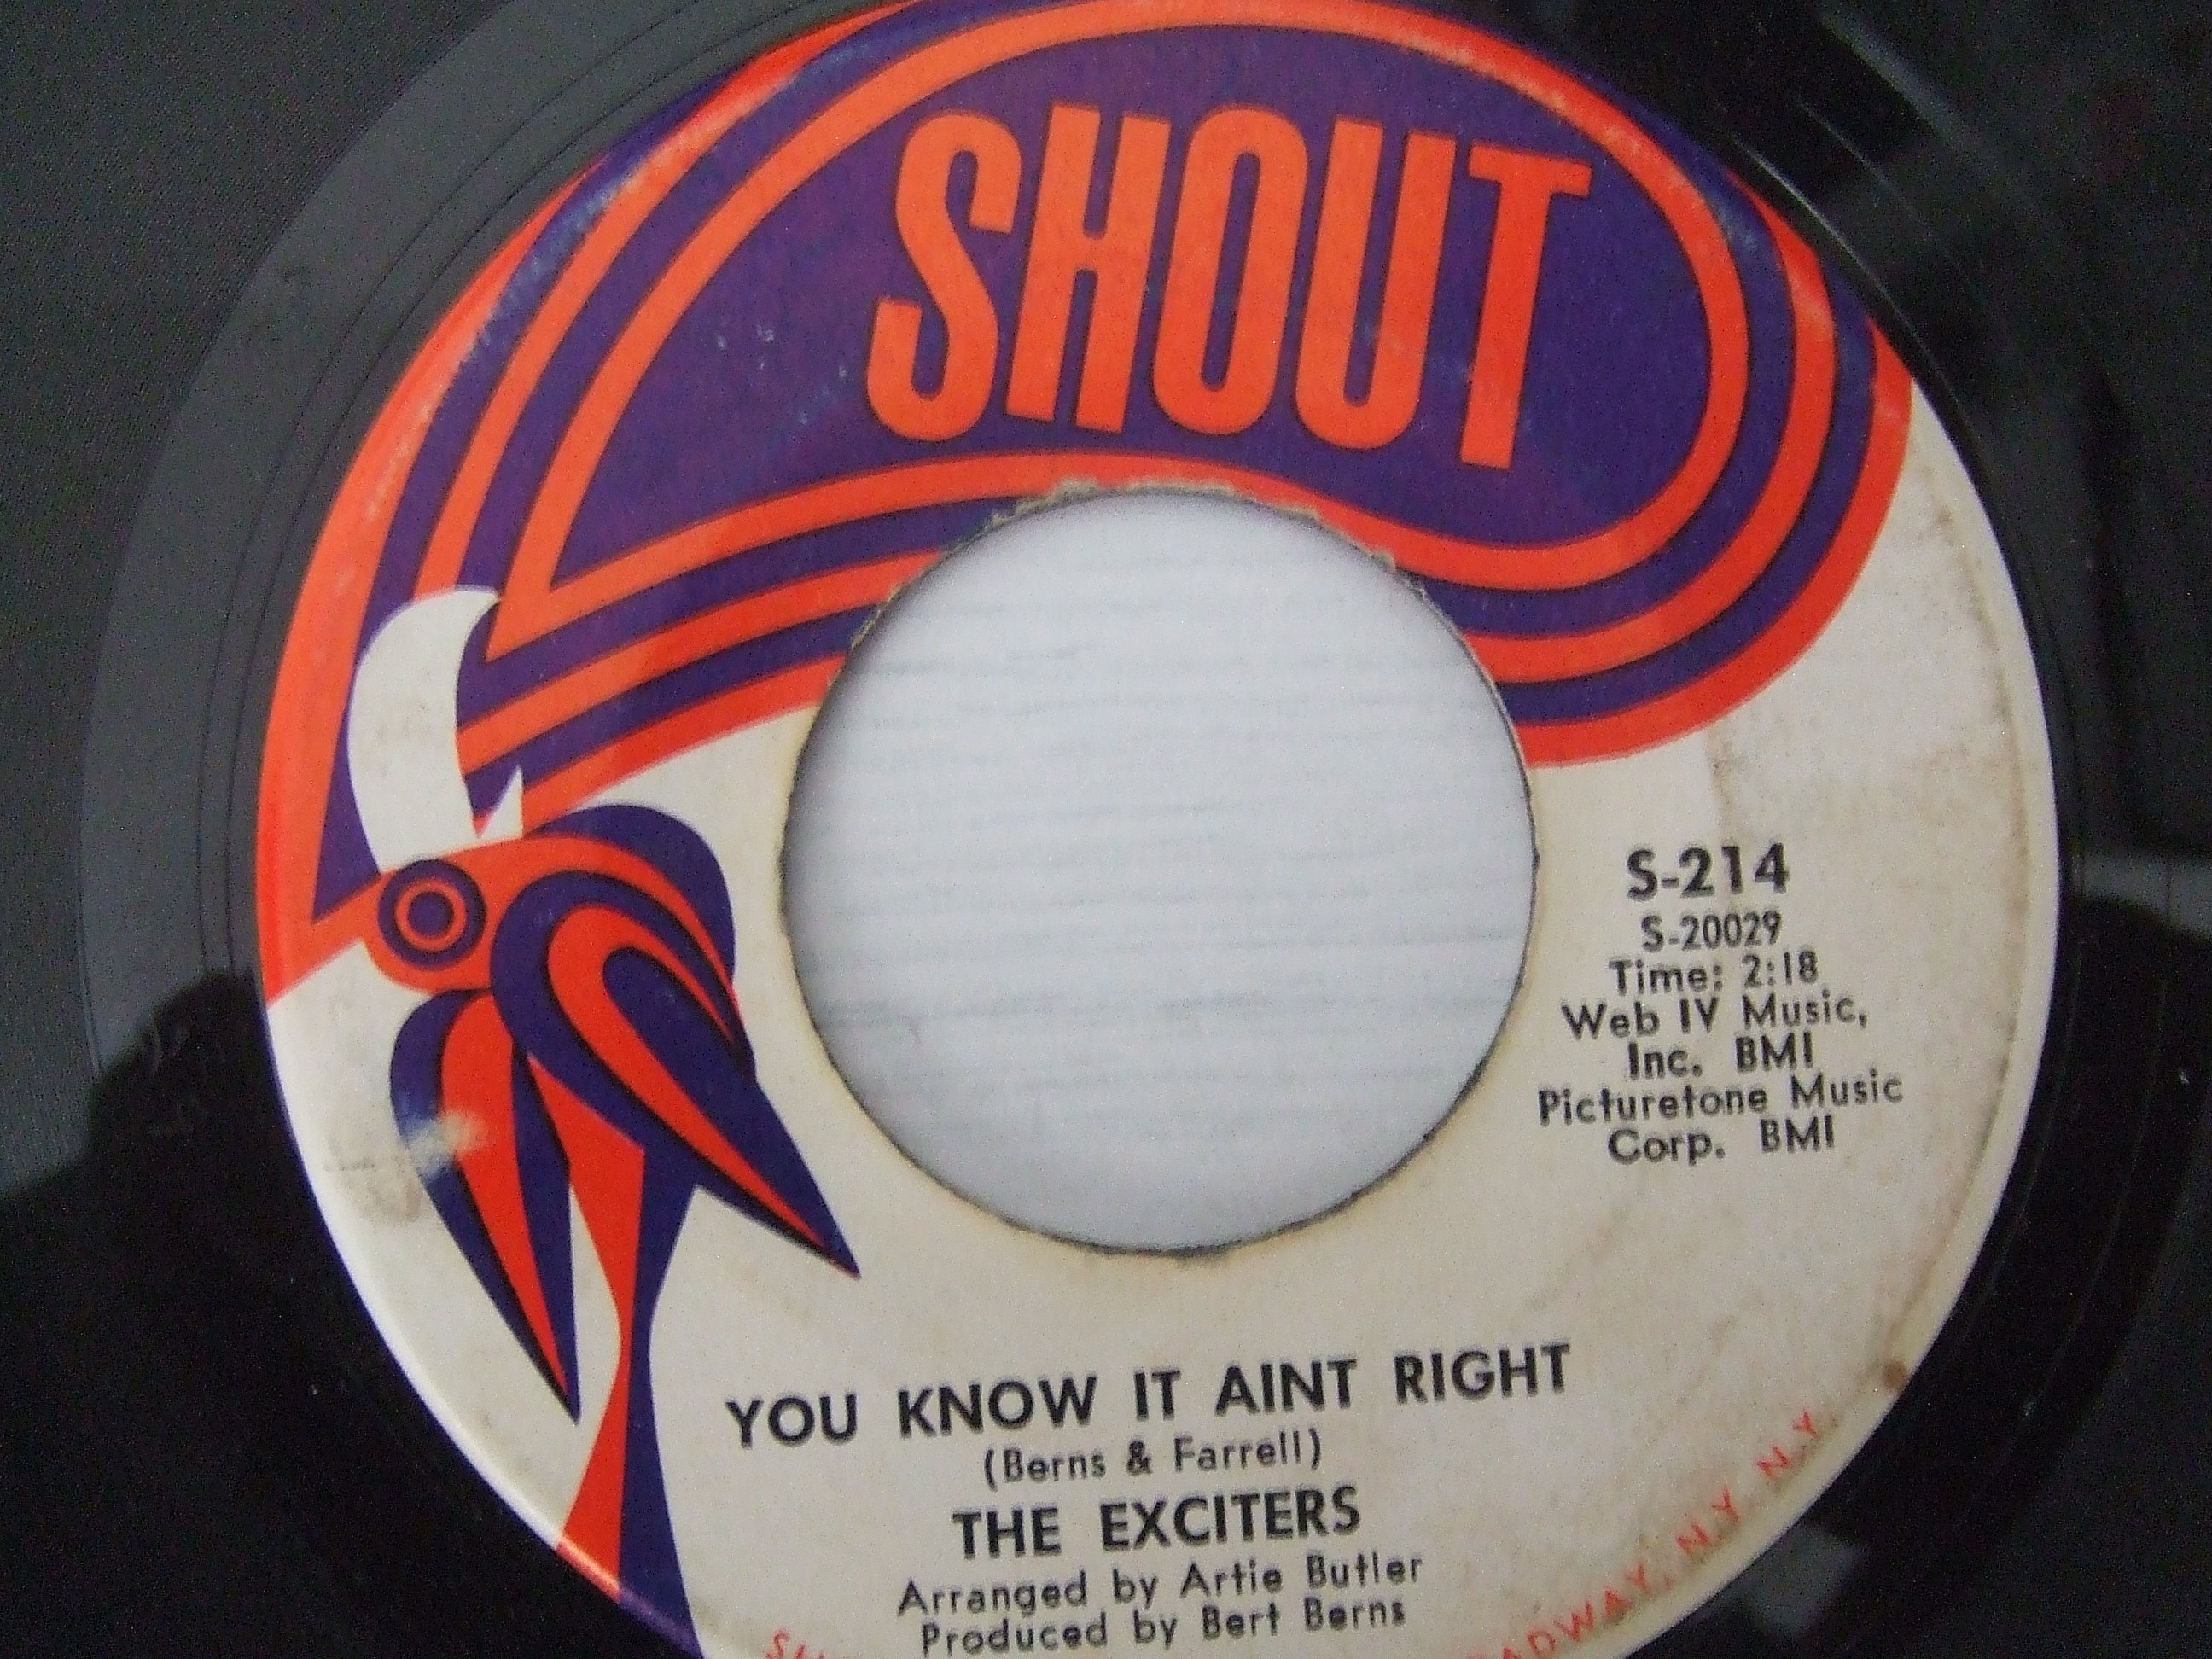 SHOUT
S-214
S-20029
Time: 2:18
Web IV Music,
Inc. BMI
Picturetone Music
Corp. BMI
YOU KNOW IT AINT RIGHT
(Berns & Farrell)
THE EXCITERS
Arranged by Artie Butler
Produced by Bert Berns
N.Y. N.Y.